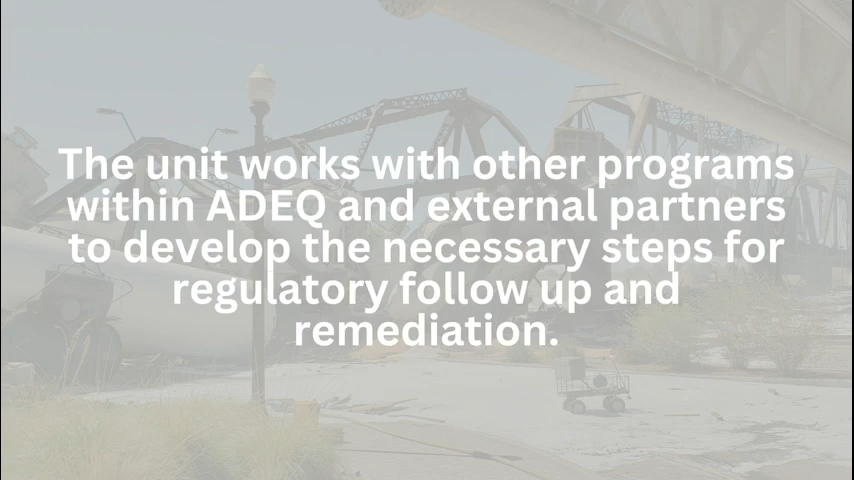 The unit works with other programs
within ADEQ and external partners
to develop the necessary steps for
regulatory follow up and
remediation.